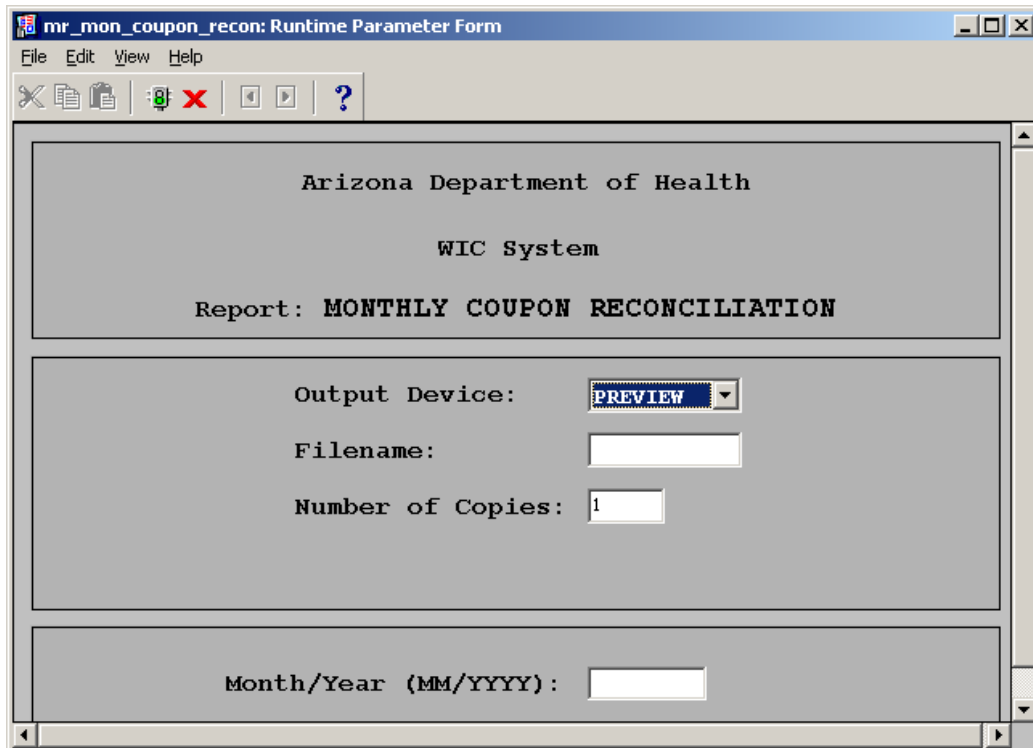 mr_mon_coupon_recon: Runtime Parameter Form
File Edit View Help
Arizona Department of Health
WIC System
Report: MONTHLY COUPON RECONCILIATION
Output Device: PREVIEW
Filename:
Number of Copies: 1
Month/Year (MM/YYYY):